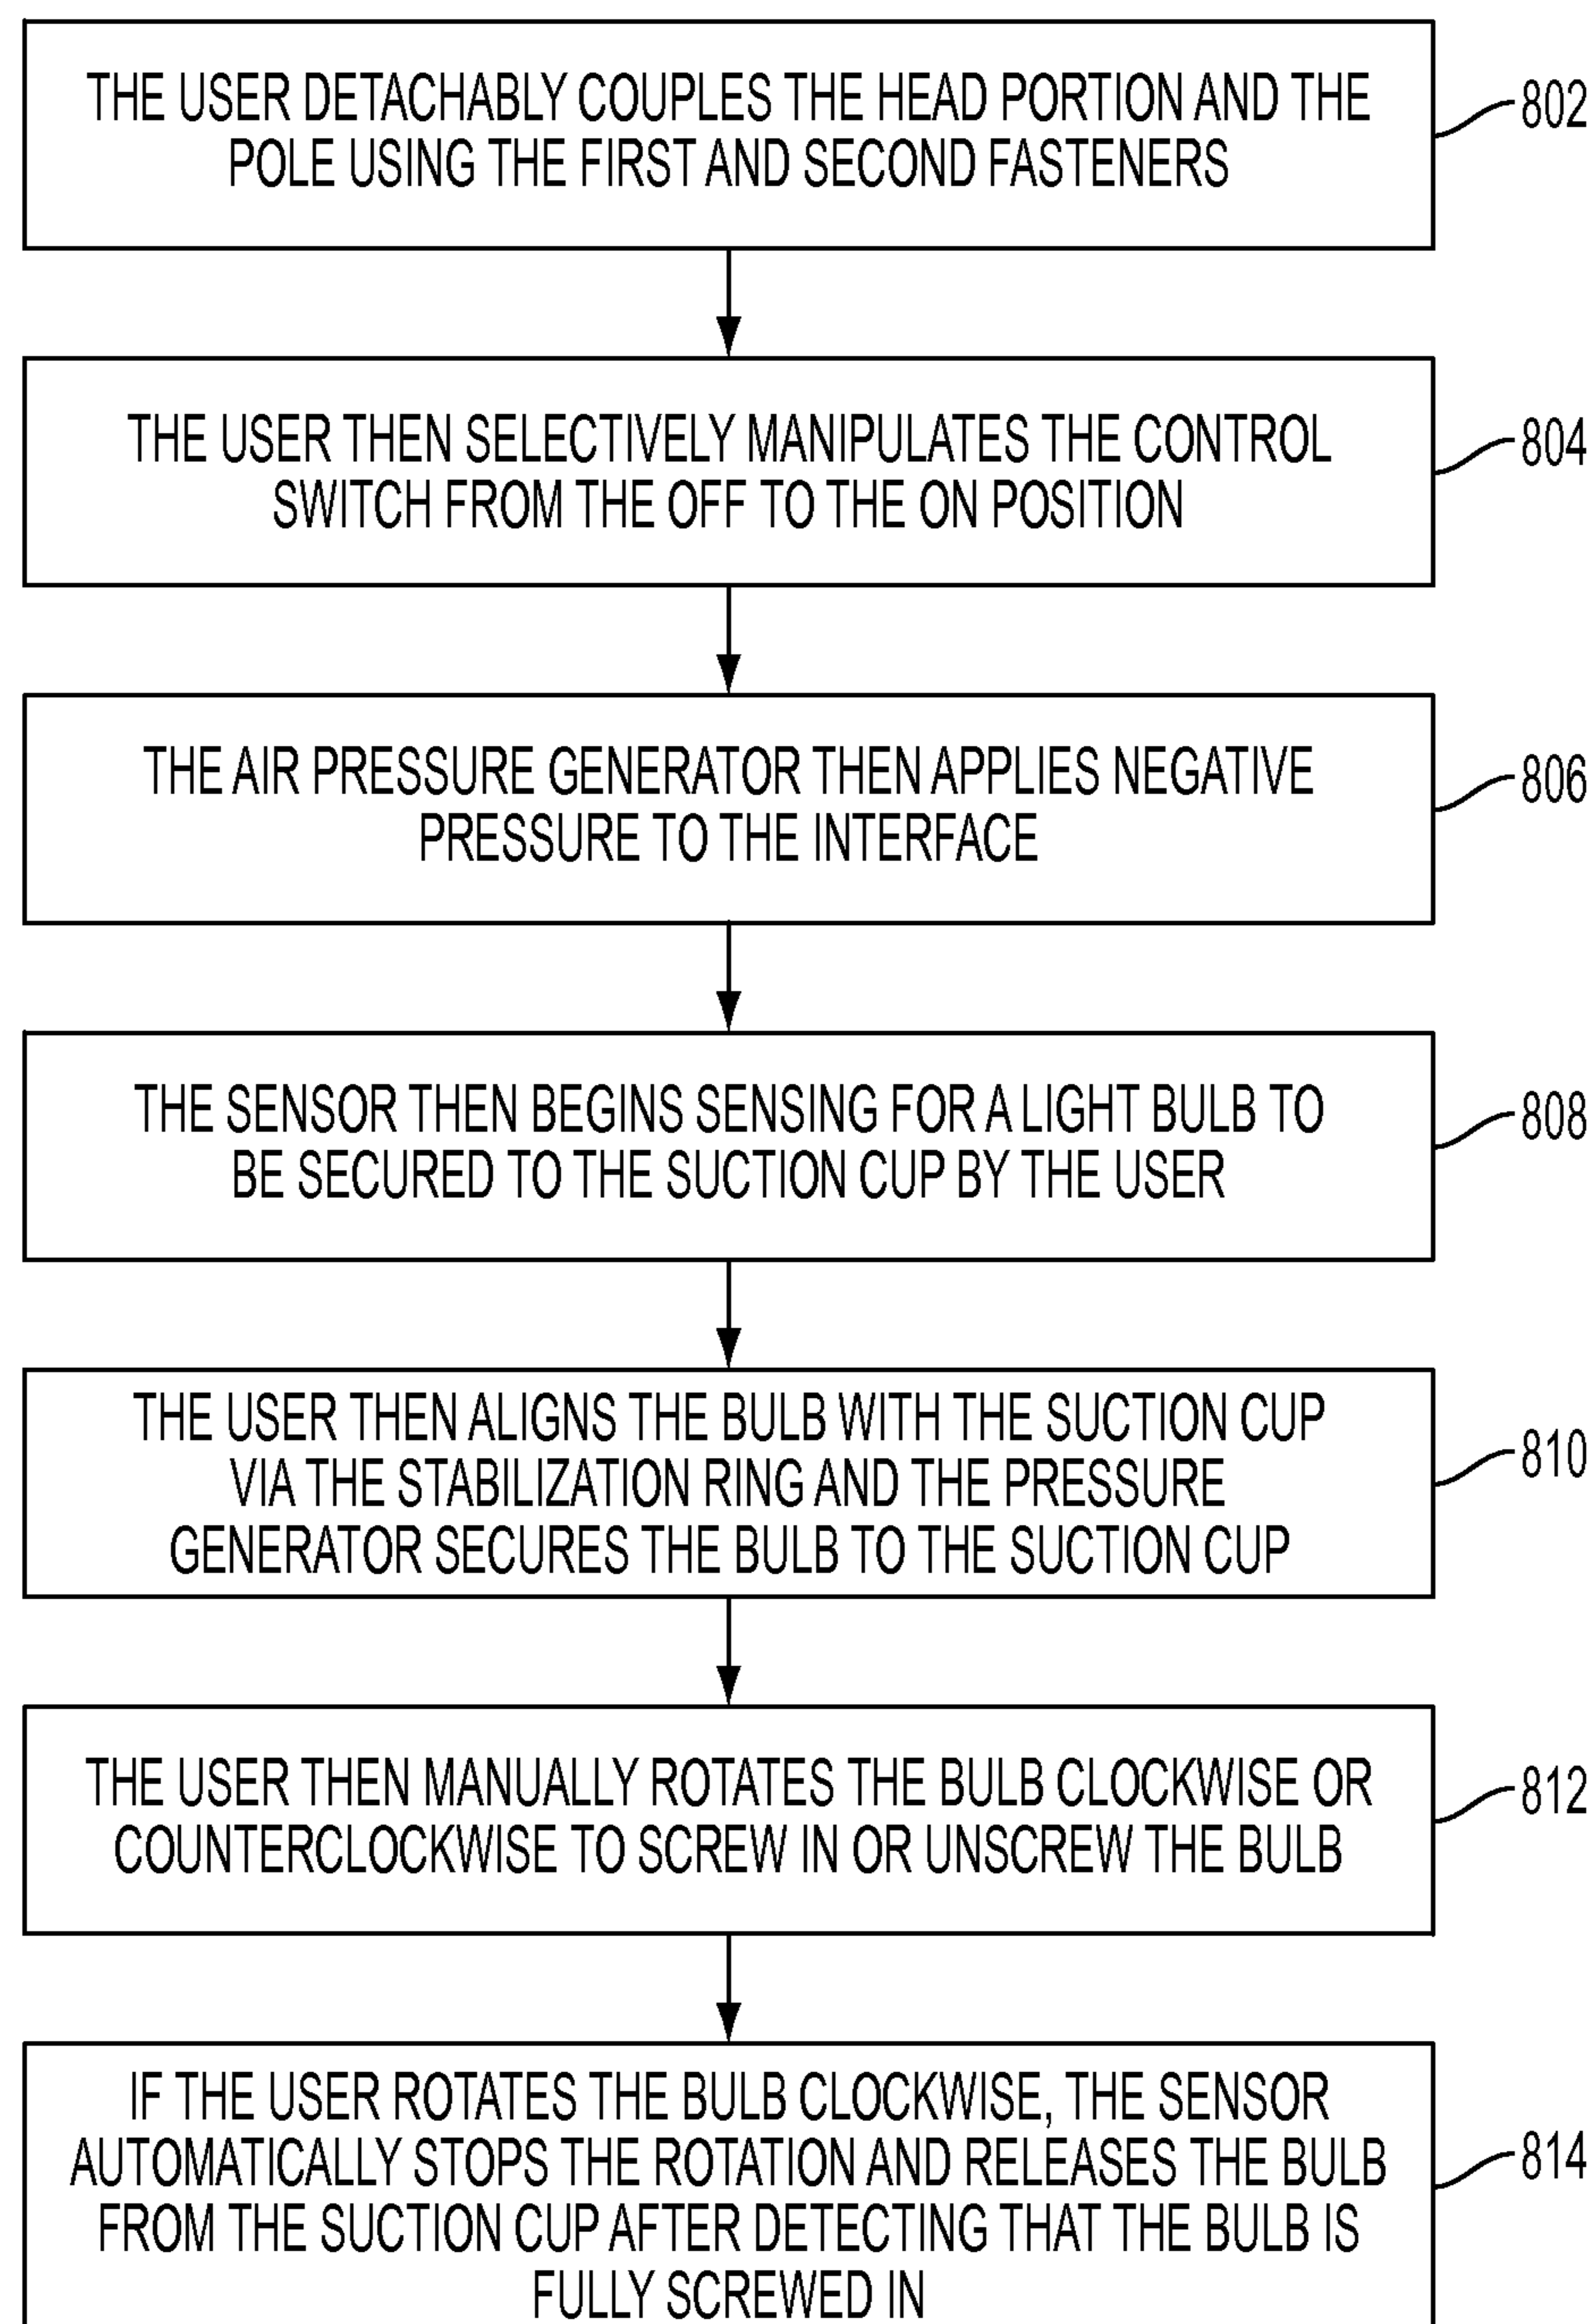 THE USER DETACHABLY COUPLES THE HEAD PORTION AND THE
POLE USING THE FIRST AND SECOND FASTENERS
802
THE USER THEN SELECTIVELY MANIPULATES THE CONTROL
SWITCH FROM THE OFF TO THE ON POSITION
804
THE AIR PRESSURE GENERATOR THEN APPLIES NEGATIVE
PRESSURE TO THE INTERFACE
806
THE SENSOR THEN BEGINS SENSING FOR A LIGHT BULB TO
BE SECURED TO THE SUCTION CUP BY THE USER
808
THE USER THEN ALIGNS THE BULB WITH THE SUCTION CUP
VIA THE STABILIZATION RING AND THE PRESSURE
GENERATOR SECURES THE BULB TO THE SUCTION CUP
810
THE USER THEN MANUALLY ROTATES THE BULB CLOCKWISE OR
COUNTERCLOCKWISE TO SCREW IN OR UNSCREW THE BULB
812
IF THE USER ROTATES THE BULB CLOCKWISE, THE SENSOR
AUTOMATICALLY STOPS THE ROTATION AND RELEASES THE BULB
FROM THE SUCTION CUP AFTER DETECTING THAT THE BULB IS
FULLY SCREWED IN
814